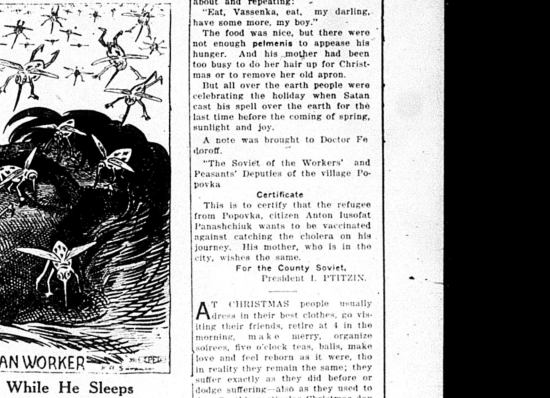 AN WORKER
While He Sleeps
about and repeating:
"Eat, Vassenka, eat, my darling,
have some more, my boy."
The food was nice, but there were
not enough pelmenis to appease his
hunger. And his mother had been
too busy to do her hair up for Christ-
mas or to remove her old apron.
But all over the earth people were
celebrating the holiday when Satan
cast his spell over the earth for the
last time before the coming of spring,
sunlight and joy.
A note was brought to Doctor Fe
doroff.
"The Soviet of the Workers' and
Peasants' Deputies of the village Po-
povka
Certificate
This is to certify that the refugee
from Popovka, citizen Anton Iusofat
Panashchiuk wants to be vaccinated
against catching the cholera on his
journey. His mother, who is in the
city, wishes the same.
For the County Soviet,
President I. PTITZIN.
AT CHRISTMAS people usually
dress in their best clothes, go vis-
iting their friends, retire at 4 in the
morning, make merry, organize
soirees, five o'clock teas, balls, make
love and feel reborn as it were, tho
in reality they remain the same; they
suffer exactly as they did before or
dodge suffering—also as they used to